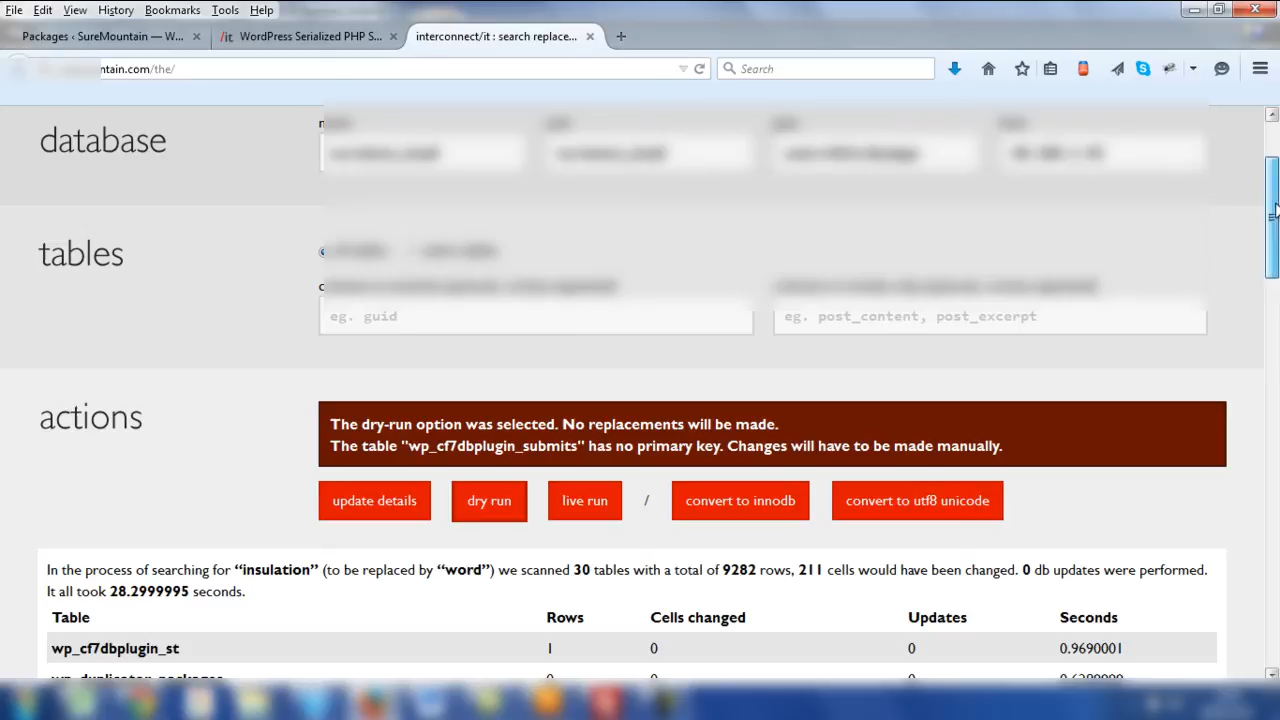 File Edit View History Bookmarks Tools Help
Packages ‹ SureMountain — W... × /it WordPress Serialized PHP S... × interconnect/it : search replace... × +
ntain.com/the/ Search
database
tables
eg. guid eg. post_content, post_excerpt
actions
The dry-run option was selected. No replacements will be made.
The table "wp_cf7dbplugin_submits" has no primary key. Changes will have to be made manually.
update details dry run live run / convert to innodb convert to utf8 unicode
In the process of searching for “insulation” (to be replaced by “word”) we scanned 30 tables with a total of 9282 rows, 211 cells would have been changed. 0 db updates were performed.
It all took 28.2999995 seconds.
Table Rows Cells changed Updates Seconds
wp_cf7dbplugin_st 1 0 0 0.9690001